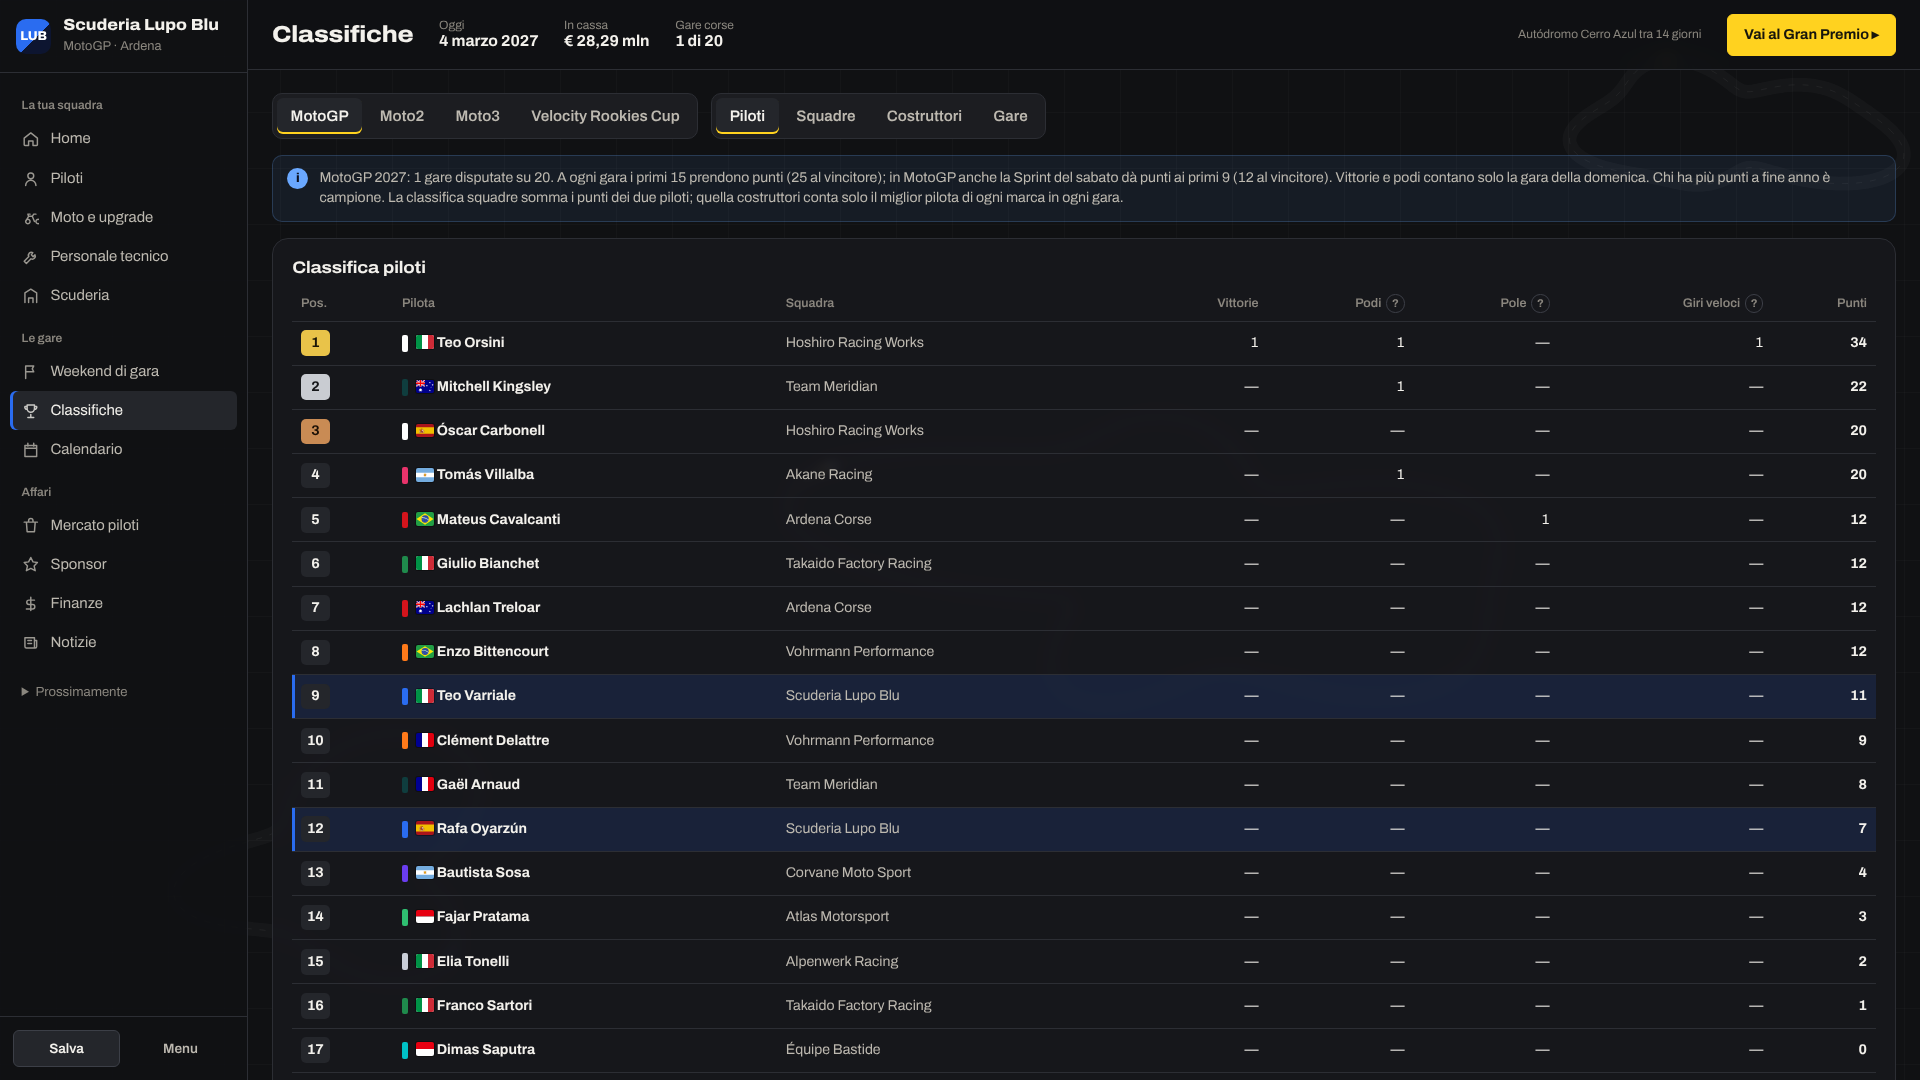 LUB
Scuderia Lupo Blu
MotoGP · Ardena
Classifiche
Oggi
4 marzo 2027
In cassa
€ 28,29 mln
Gare corse
1 di 20
Autódromo Cerro Azul tra 14 giorni
Vai al Gran Premio ▸
La tua squadra
Home
Piloti
Moto e upgrade
Personale tecnico
Scuderia
Le gare
Weekend di gara
Classifiche
Calendario
Affari
Mercato piloti
Sponsor
Finanze
Notizie
▶ Prossimamente
Salva
Menu
MotoGP Moto2 Moto3 Velocity Rookies Cup
Piloti Squadre Costruttori Gare
MotoGP 2027: 1 gare disputate su 20. A ogni gara i primi 15 prendono punti (25 al vincitore); in MotoGP anche la Sprint del sabato dà punti ai primi 9 (12 al vincitore). Vittorie e podi contano solo la gara della domenica. Chi ha più punti a fine anno è
campione. La classifica squadre somma i punti dei due piloti; quella costruttori conta solo il miglior pilota di ogni marca in ogni gara.
Classifica piloti
Pos. Pilota Squadra Vittorie Podi ? Pole ? Giri veloci ? Punti
1 Teo Orsini Hoshiro Racing Works 1 1 — 1 34
2 Mitchell Kingsley Team Meridian — 1 — — 22
3 Óscar Carbonell Hoshiro Racing Works — — — — 20
4 Tomás Villalba Akane Racing — 1 — — 20
5 Mateus Cavalcanti Ardena Corse — — 1 — 12
6 Giulio Bianchet Takaido Factory Racing — — — — 12
7 Lachlan Treloar Ardena Corse — — — — 12
8 Enzo Bittencourt Vohrmann Performance — — — — 12
9 Teo Varriale Scuderia Lupo Blu — — — — 11
10 Clément Delattre Vohrmann Performance — — — — 9
11 Gaël Arnaud Team Meridian — — — — 8
12 Rafa Oyarzún Scuderia Lupo Blu — — — — 7
13 Bautista Sosa Corvane Moto Sport — — — — 4
14 Fajar Pratama Atlas Motorsport — — — — 3
15 Elia Tonelli Alpenwerk Racing — — — — 2
16 Franco Sartori Takaido Factory Racing — — — — 1
17 Dimas Saputra Équipe Bastide — — — — 0